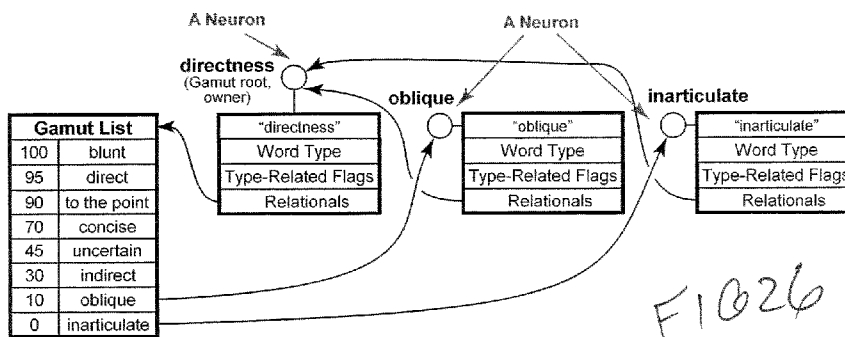 A Neuron
A Neuron
directness
(Gamut root,
owner)
oblique
inarticulate
Gamut List
100 blunt
95 direct
90 to the point
70 concise
45 uncertain
30 indirect
10 oblique
0 inarticulate
"directness"
Word Type
Type-Related Flags
Relationals
"oblique"
Word Type
Type-Related Flags
Relationals
"inarticulate"
Word Type
Type-Related Flags
Relationals
FIG26